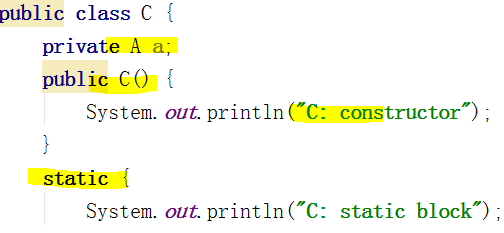 public class C {
private A a;
public C() {
System.out.println("C: constructor");
}
static {
System.out.println("C: static block");